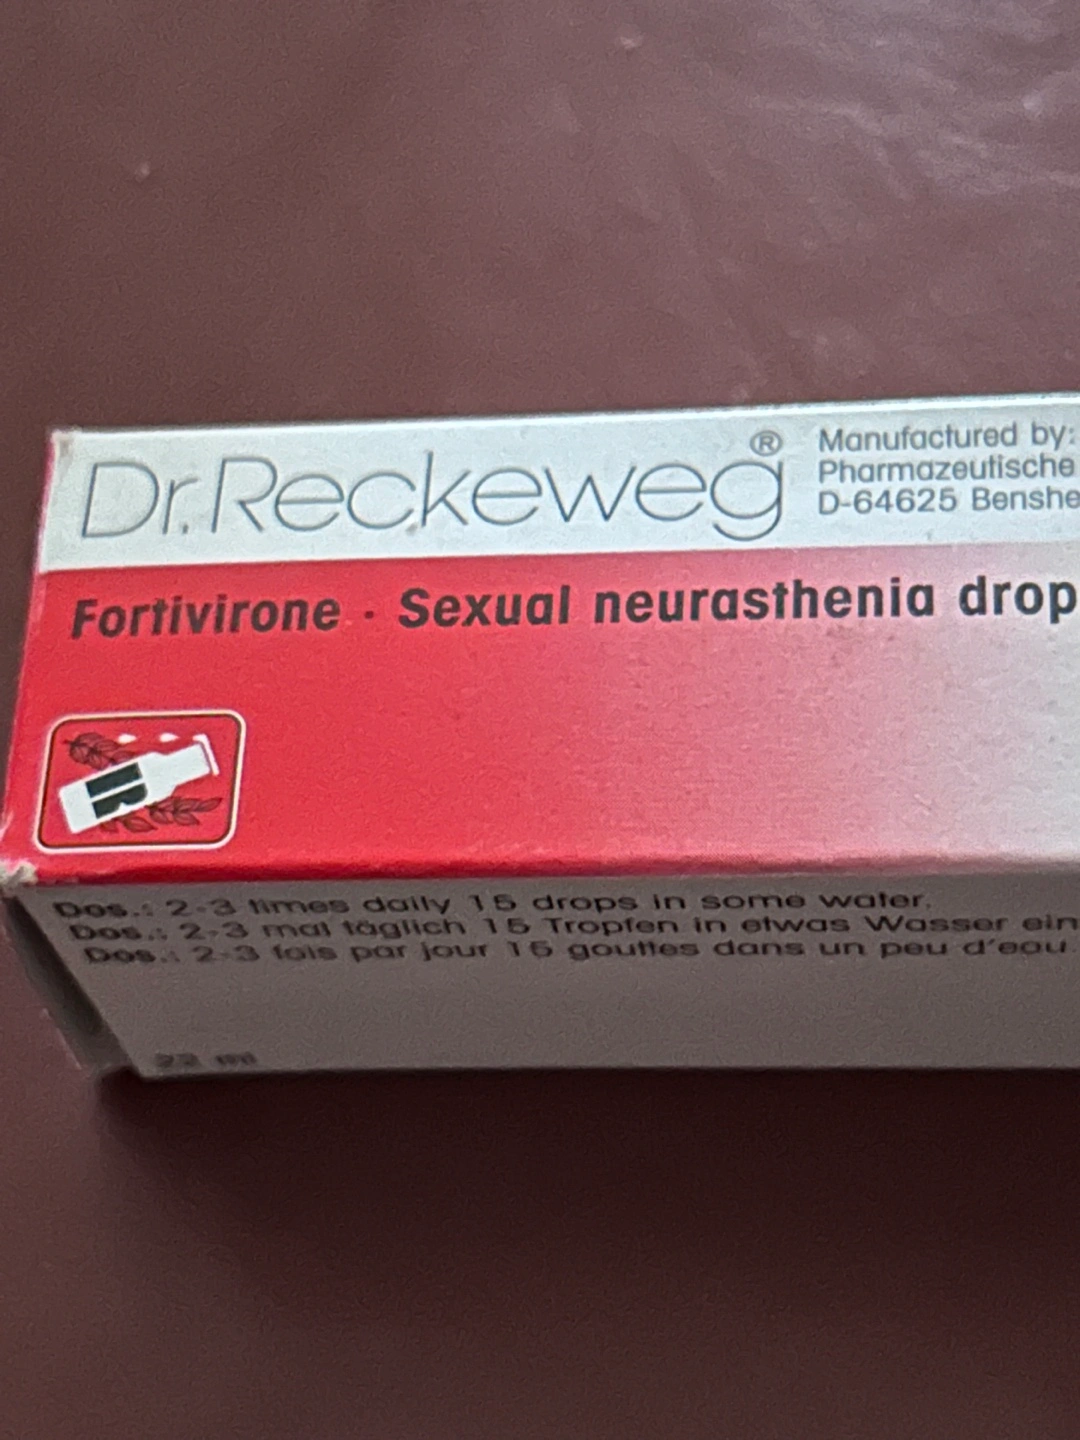 Dr.Reckeweg®
Manufactured by:
Pharmazeutische
D-64625 Benshe
Fortivirone · Sexual neurasthenia drop
R
Dos.: 2-3 times daily 15 drops in some water.
Dos.: 2-3 mal täglich 15 Tropfen in etwas Wasser ein
Dos.: 2-3 fois par jour 15 gouttes dans un peu d'eau.
22 ml